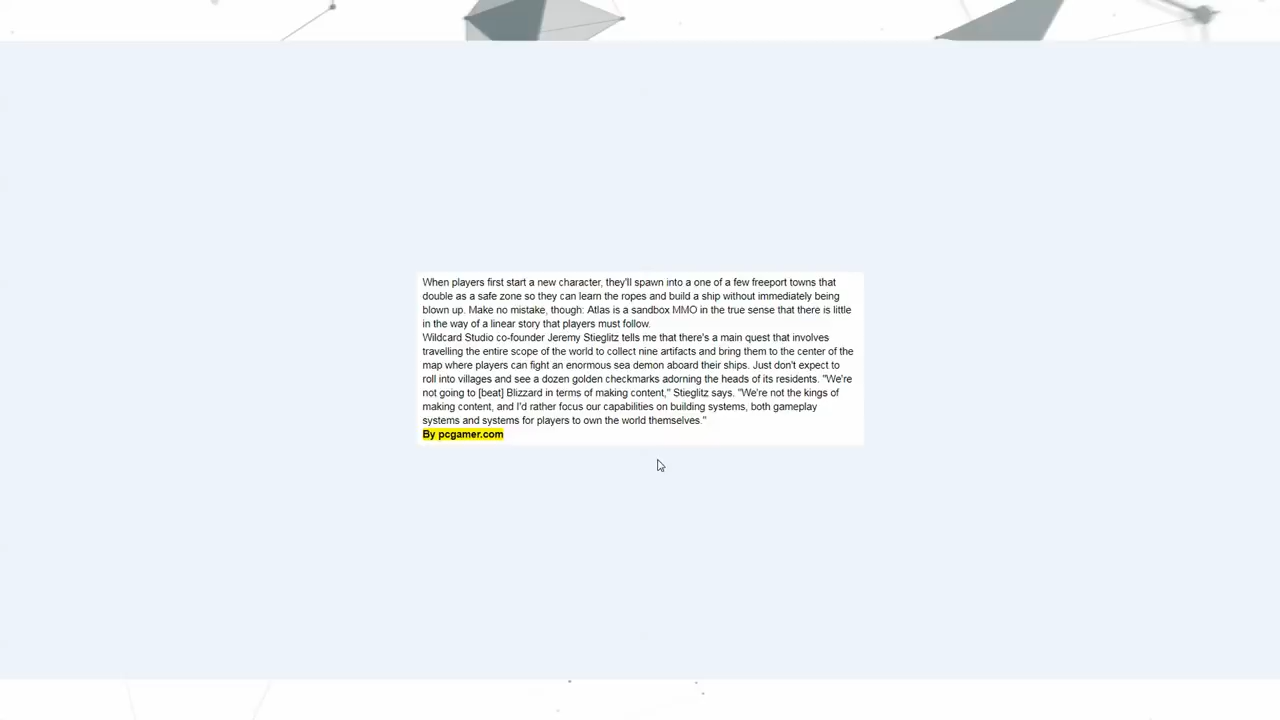 When players first start a new character, they'll spawn into a one of a few freeport towns that
double as a safe zone so they can learn the ropes and build a ship without immediately being
blown up. Make no mistake, though: Atlas is a sandbox MMO in the true sense that there is little
in the way of a linear story that players must follow.
Wildcard Studio co-founder Jeremy Stieglitz tells me that there's a main quest that involves
travelling the entire scope of the world to collect nine artifacts and bring them to the center of the
map where players can fight an enormous sea demon aboard their ships. Just don't expect to
roll into villages and see a dozen golden checkmarks adorning the heads of its residents. "We're
not going to [beat] Blizzard in terms of making content," Stieglitz says. "We're not the kings of
making content, and I'd rather focus our capabilities on building systems, both gameplay
systems and systems for players to own the world themselves."
By pcgamer.com